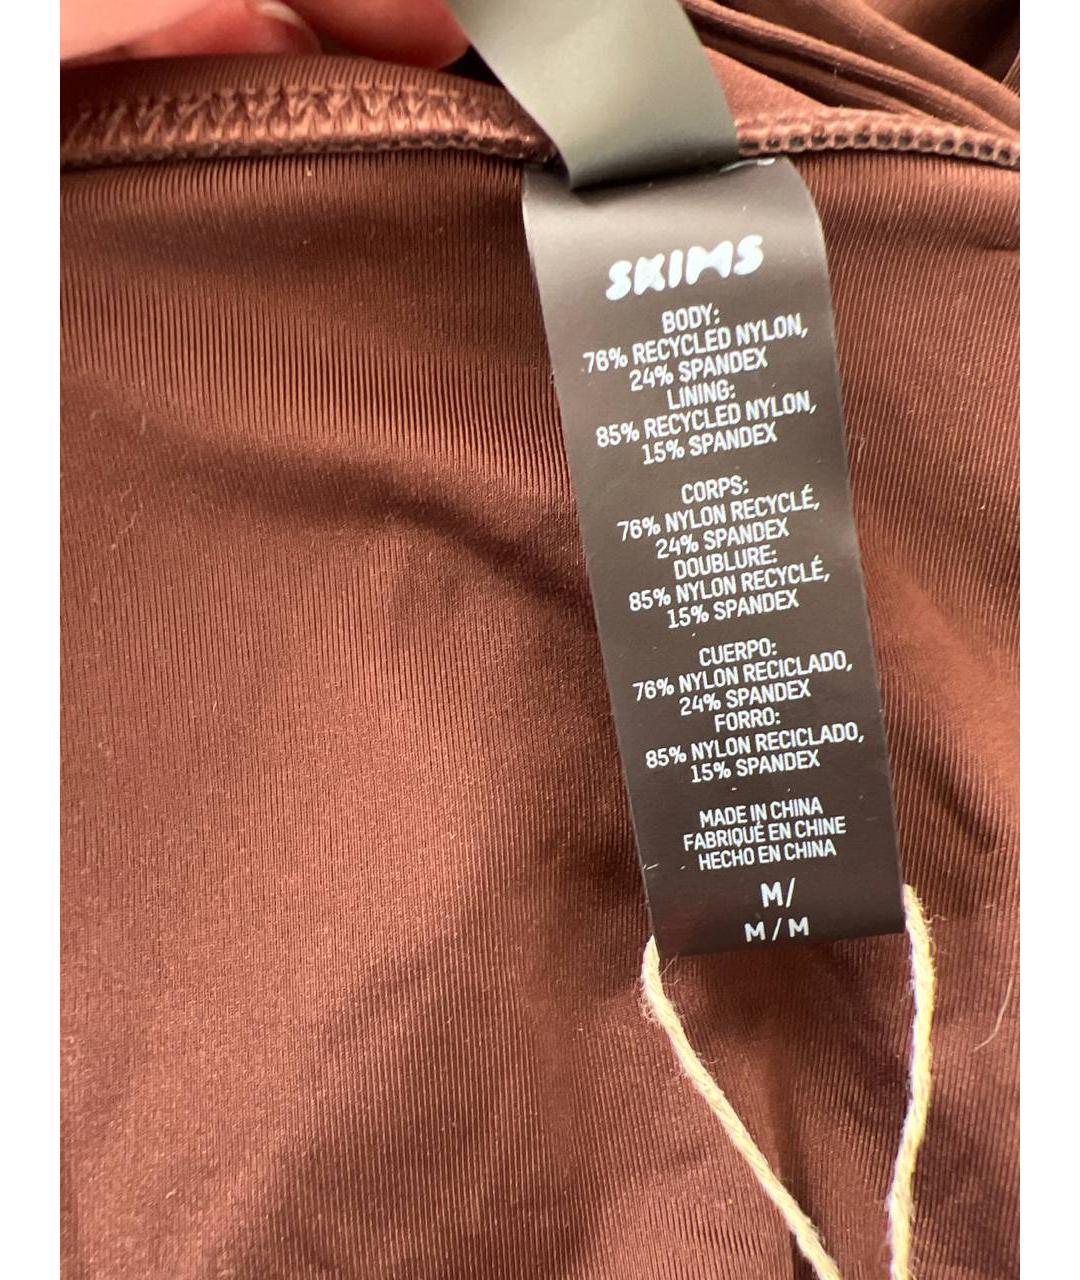 SKIMS
BODY:
76% RECYCLED NYLON,
24% SPANDEX
LINING:
85% RECYCLED NYLON,
15% SPANDEX
CORPS:
76% NYLON RECYCLÉ,
24% SPANDEX
DOUBLURE:
85% NYLON RECYCLÉ,
15% SPANDEX
CUERPO:
76% NYLON RECICLADO,
24% SPANDEX
FORRO:
85% NYLON RECICLADO,
15% SPANDEX
MADE IN CHINA
FABRIQUÉ EN CHINE
HECHO EN CHINA
M/
M / M